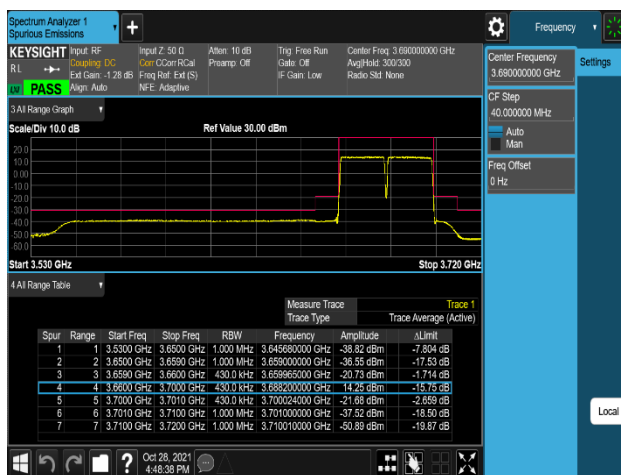 Spectrum Analyzer 1
Spurious Emissions
Frequency
KEYSIGHT Input: RF Input Z: 50 Ω Atten: 10 dB Trig: Free Run Center Freq: 3.690000000 GHz
RL Coupling: DC Corr CCorr RCal Preamp: Off Gate: Off Avg|Hold: 300/300
Ext Gain: -1.28 dB Freq Ref: Ext (S) IF Gain: Low Radio Std: None
PASS Align: Auto NFE: Adaptive
Center Frequency
3.690000000 GHz
Settings
CF Step
40.000000 MHz
Auto
Man
Freq Offset
0 Hz
3 All Range Graph
Scale/Div 10.0 dB Ref Value 30.00 dBm
20.0
10.0
0.00
-10.0
-20.0
-30.0
-40.0
-50.0
-60.0
Start 3.530 GHz Stop 3.720 GHz
4 All Range Table
Measure Trace Trace 1
Trace Type Trace Average (Active)
Spur Range Start Freq Stop Freq RBW Frequency Amplitude ΔLimit
1 1 3.5300 GHz 3.6500 GHz 1.000 MHz 3.645680000 GHz -38.82 dBm -7.804 dB
2 2 3.6500 GHz 3.6590 GHz 1.000 MHz 3.659000000 GHz -36.55 dBm -17.53 dB
3 3 3.6590 GHz 3.6600 GHz 430.0 kHz 3.659965000 GHz -20.73 dBm -1.714 dB
4 4 3.6600 GHz 3.7000 GHz 430.0 kHz 3.688200000 GHz 14.25 dBm -15.75 dB
5 5 3.7000 GHz 3.7010 GHz 430.0 kHz 3.700024000 GHz -21.68 dBm -2.659 dB
6 6 3.7010 GHz 3.7100 GHz 1.000 MHz 3.701000000 GHz -37.52 dBm -18.50 dB
7 7 3.7100 GHz 3.7200 GHz 1.000 MHz 3.710010000 GHz -50.89 dBm -19.87 dB
Local
? Oct 28, 2021
4:48:38 PM